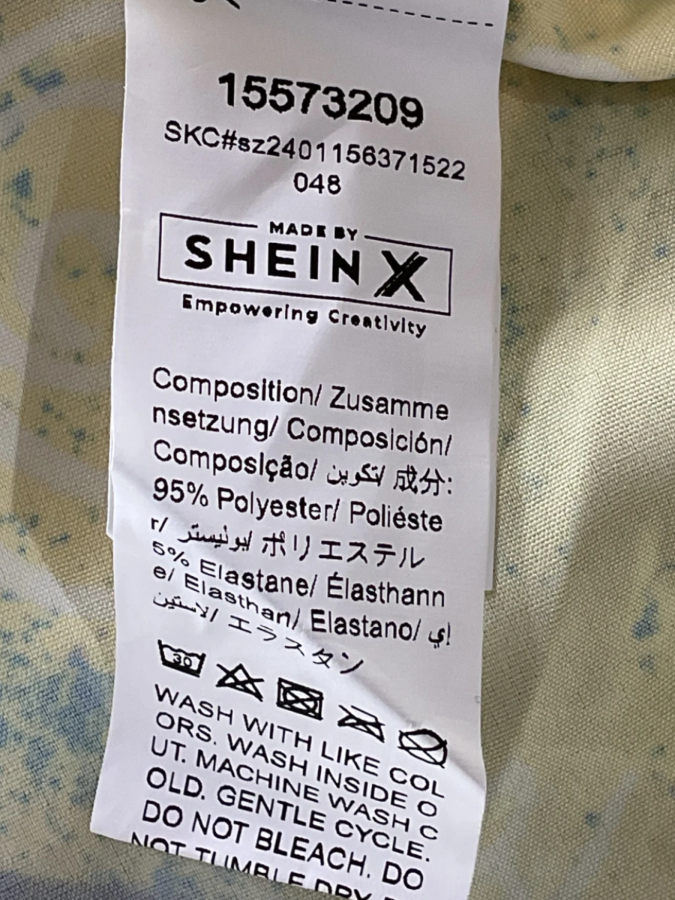 15573209
SKC#sz2401156371522
048
MADE BY
SHEIN X
Empowering Creativity
Composition/ Zusamme
nsetzung/ Composición/
Composição/ تكوين/ 成分:
95% Polyester/ Poliéste
r/ بوليستر/ ポリエステル
5% Elastane/ Élasthann
e/ Elasthan/ Elastano/ إي
لاستين/ エラスタン
30
WASH WITH LIKE COL
ORS. WASH INSIDE O
UT. MACHINE WASH C
OLD. GENTLE CYCLE.
DO NOT BLEACH. DO
NOT TUMBLE DRY.